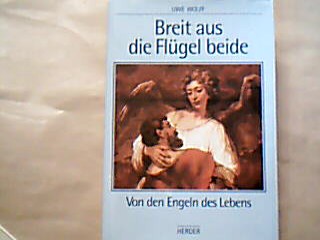 UWE WOLFF
Breit aus
die Flügel beide
Von den Engeln des Lebens
HERDER